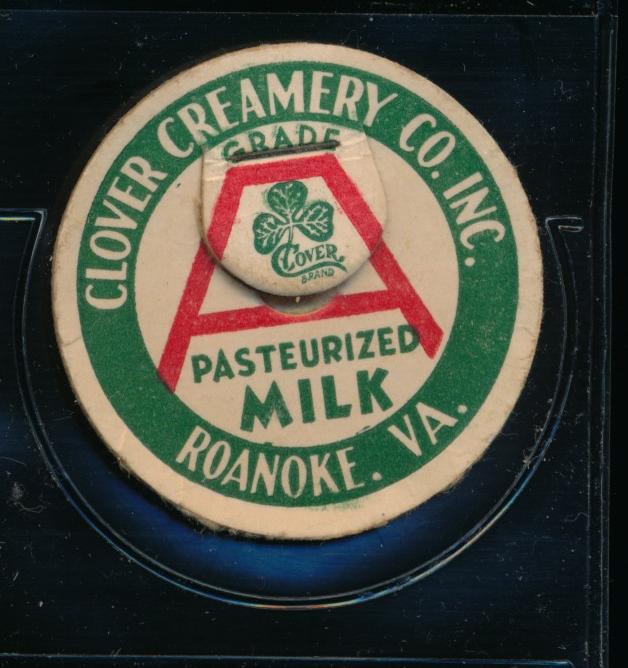 CLOVER CREAMERY CO. INC.
GRADE
A
CLOVER
BRAND
PASTEURIZED
MILK
ROANOKE. VA.